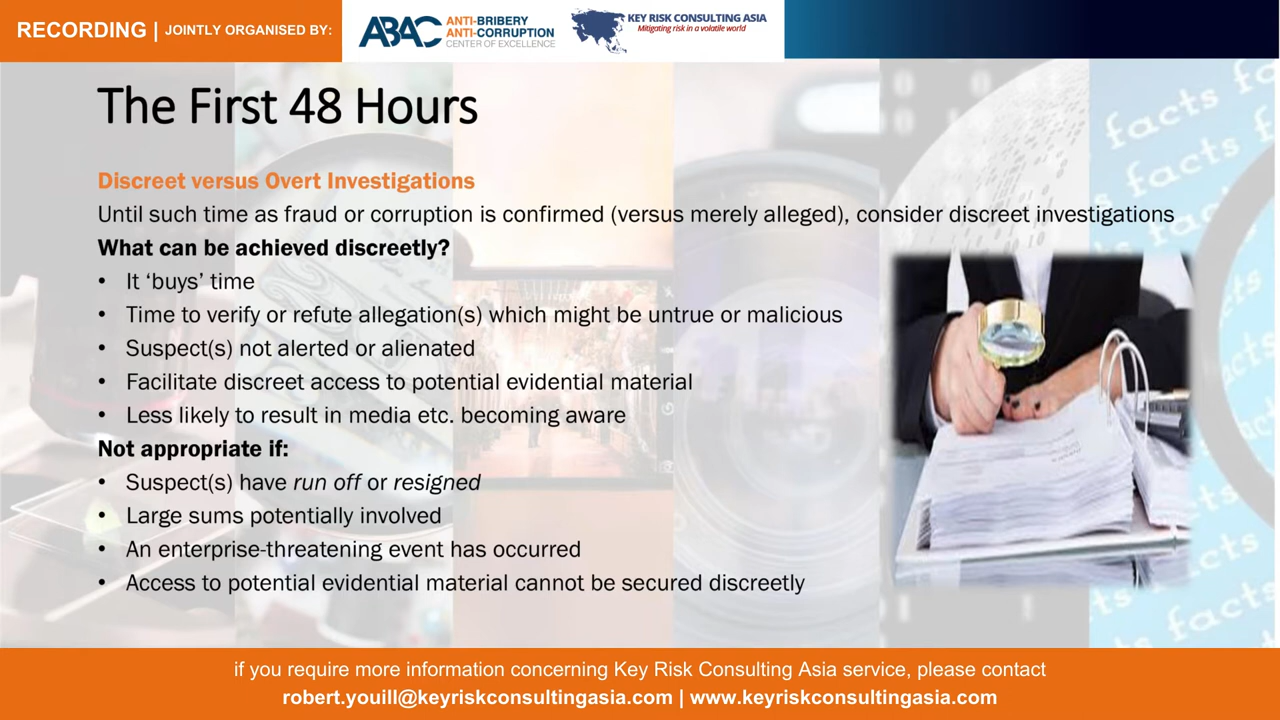 RECORDING | JOINTLY ORGANISED BY:
ABAC ANTI-BRIBERY ANTI-CORRUPTION CENTER OF EXCELLENCE
KEY RISK CONSULTING ASIA
Mitigating risk in a volatile world
The First 48 Hours
Discreet versus Overt Investigations
Until such time as fraud or corruption is confirmed (versus merely alleged), consider discreet investigations
What can be achieved discreetly?
• It ‘buys’ time
• Time to verify or refute allegation(s) which might be untrue or malicious
• Suspect(s) not alerted or alienated
• Facilitate discreet access to potential evidential material
• Less likely to result in media etc. becoming aware
Not appropriate if:
• Suspect(s) have run off or resigned
• Large sums potentially involved
• An enterprise-threatening event has occurred
• Access to potential evidential material cannot be secured discreetly
facts fo
facts f
facts
facts
if you require more information concerning Key Risk Consulting Asia service, please contact
robert.youill@keyriskconsultingasia.com | www.keyriskconsultingasia.com